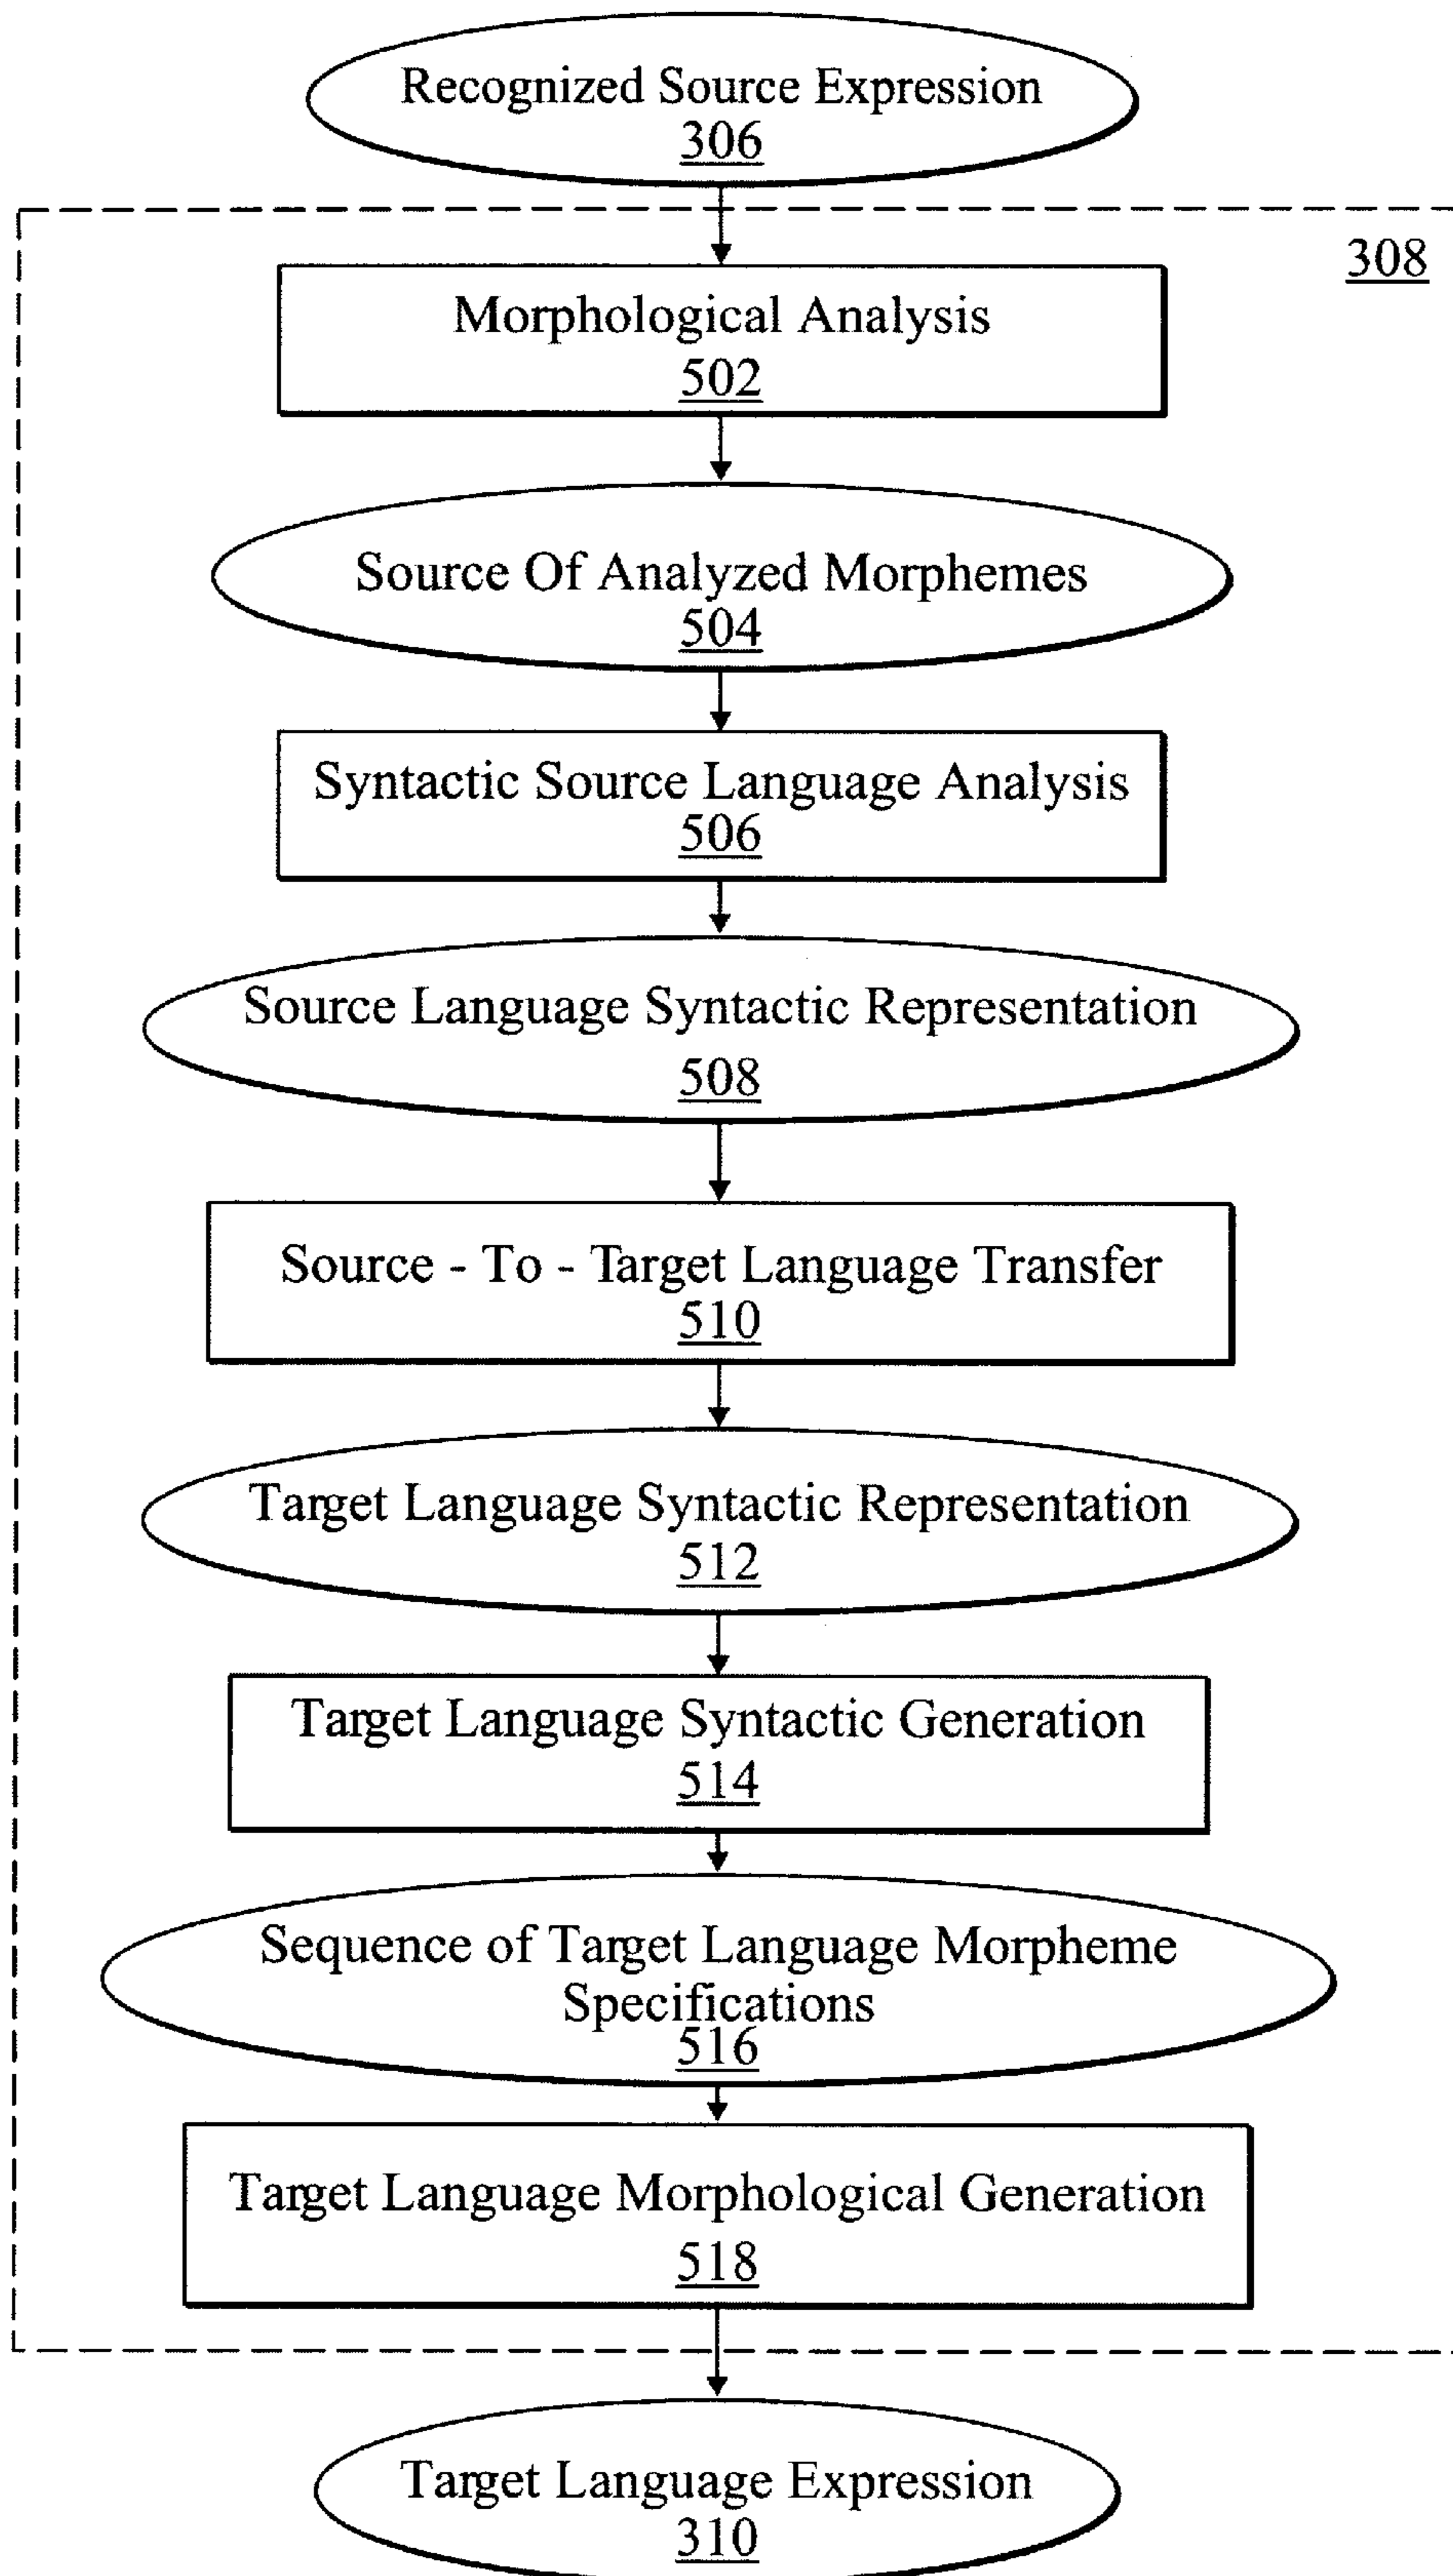 Recognized Source Expression
306
308
Morphological Analysis
502
Source Of Analyzed Morphemes
504
Syntactic Source Language Analysis
506
Source Language Syntactic Representation
508
Source - To - Target Language Transfer
510
Target Language Syntactic Representation
512
Target Language Syntactic Generation
514
Sequence of Target Language Morpheme
Specifications
516
Target Language Morphological Generation
518
Target Language Expression
310